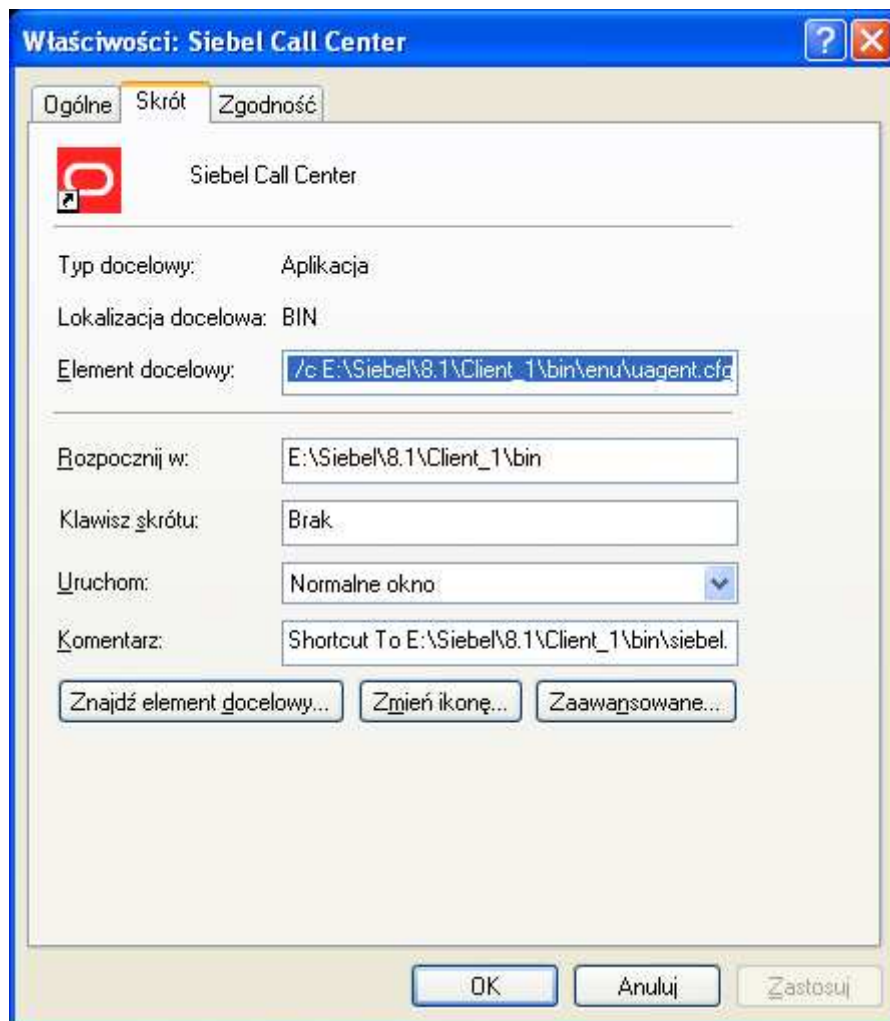 Właściwości: Siebel Call Center
Ogólne Skrót Zgodność
Siebel Call Center
Typ docelowy: Aplikacja
Lokalizacja docelowa: BIN
Element docelowy: /c E:\Siebel\8.1\Client_1\bin\enu\uagent.cfg
Rozpocznij w: E:\Siebel\8.1\Client_1\bin
Klawisz skrótu: Brak
Uruchom: Normalne okno
Komentarz: Shortcut To E:\Siebel\8.1\Client_1\bin\siebel.
Znajdź element docelowy... Zmień ikonę... Zaawansowane...
OK Anuluj Zastosuj